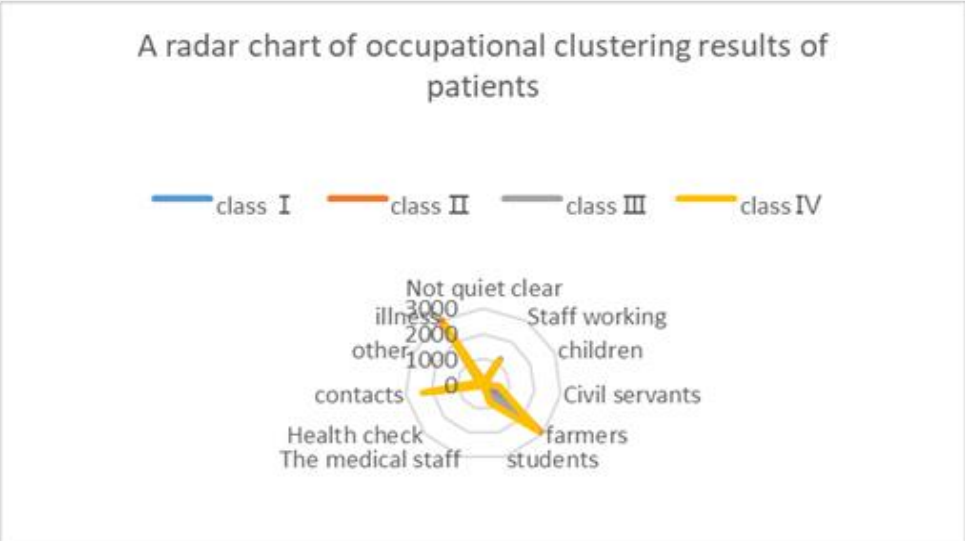 A radar chart of occupational clustering results of
patients
class Ⅰ class Ⅱ class Ⅲ class Ⅳ
Not quiet clear
3000
illness Staff working
2000
other children
1000
0
contacts Civil servants
Health check farmers
The medical staff students